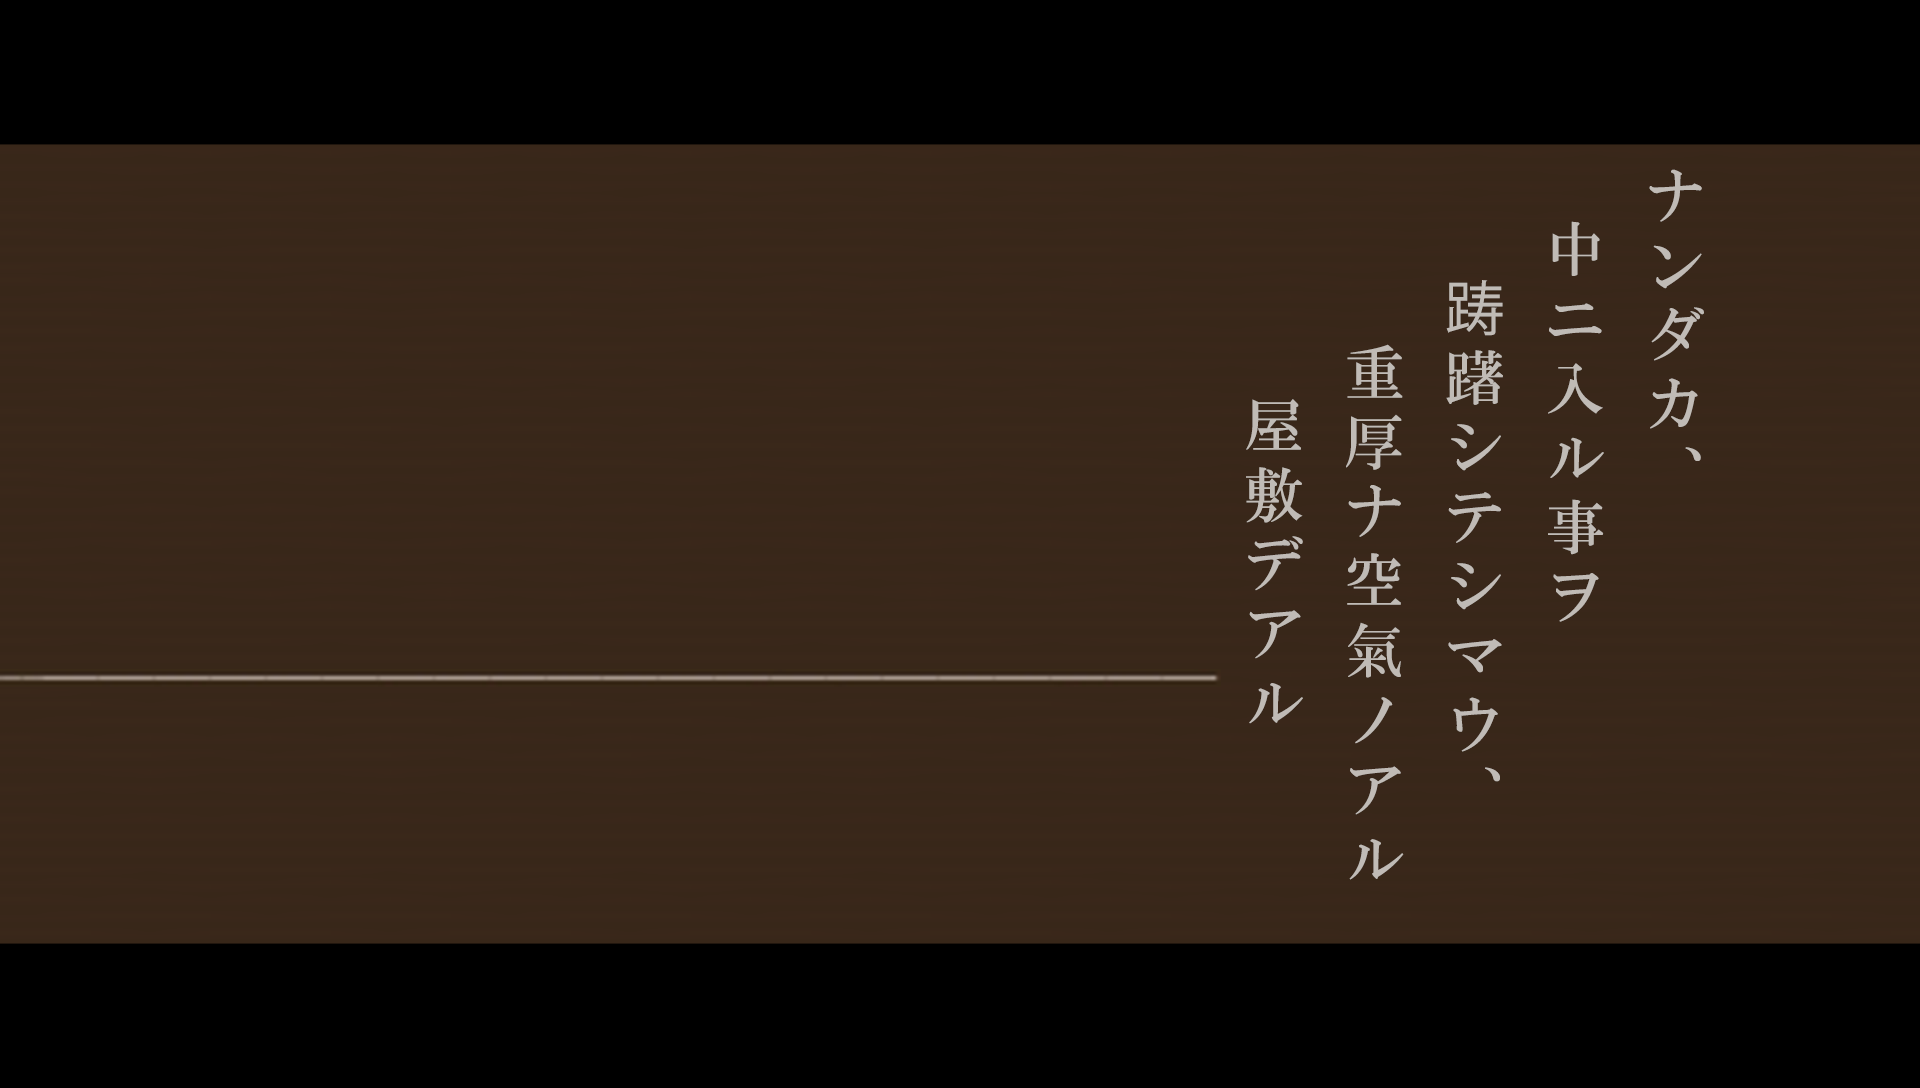 ナンダカ、
中ニ入ル事ヲ
踌躇シテシマウ、
重厚ナ空氣ノアル
屋敷デアル